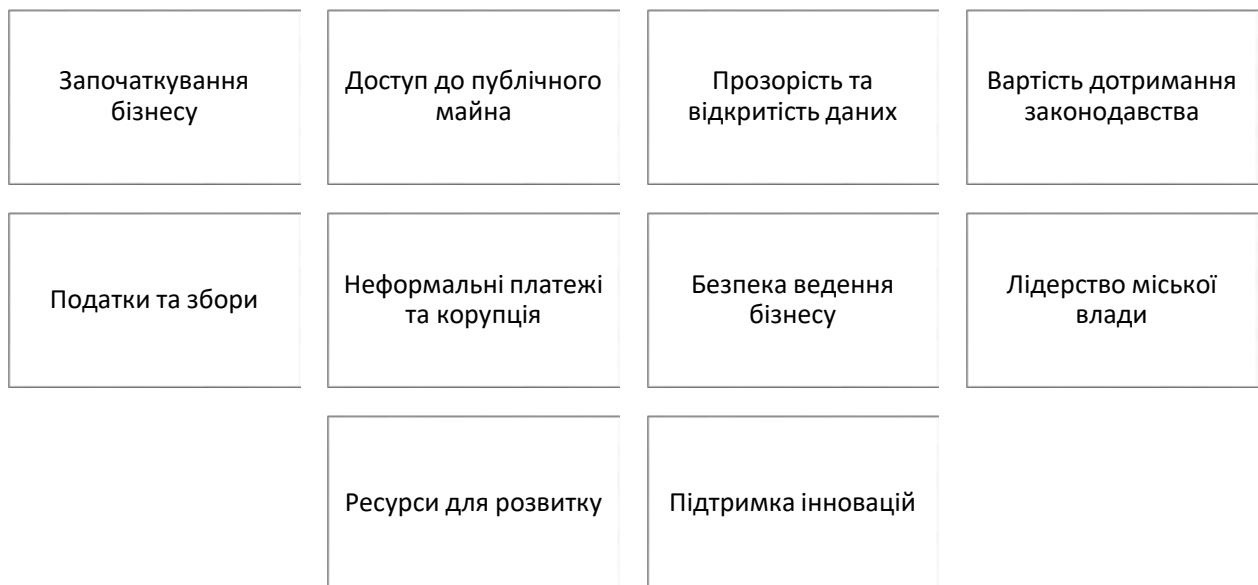 Започаткування
бізнесу
Доступ до публічного
майна
Прозорість та
відкритість даних
Вартість дотримання
законодавства
Податки та збори
Неформальні платежі
та корупція
Безпека ведення
бізнесу
Лідерство міської
влади
Ресурси для розвитку
Підтримка інновацій